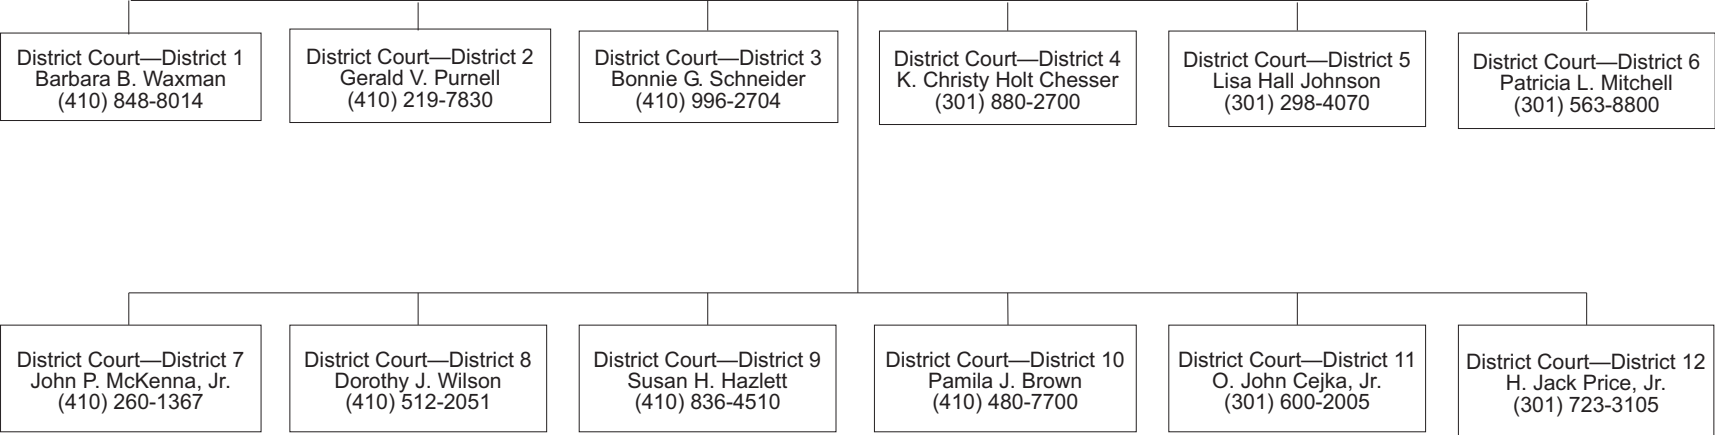 District Court—District 1
Barbara B. Waxman
(410) 848-8014
District Court—District 2
Gerald V. Purnell
(410) 219-7830
District Court—District 3
Bonnie G. Schneider
(410) 996-2704
District Court—District 4
K. Christy Holt Chesser
(301) 880-2700
District Court—District 5
Lisa Hall Johnson
(301) 298-4070
District Court—District 6
Patricia L. Mitchell
(301) 563-8800
District Court—District 7
John P. McKenna, Jr.
(410) 260-1367
District Court—District 8
Dorothy J. Wilson
(410) 512-2051
District Court—District 9
Susan H. Hazlett
(410) 836-4510
District Court—District 10
Pamila J. Brown
(410) 480-7700
District Court—District 11
O. John Cejka, Jr.
(301) 600-2005
District Court—District 12
H. Jack Price, Jr.
(301) 723-3105